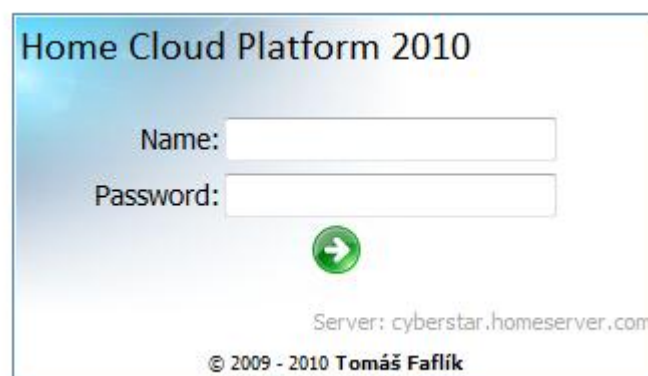 Home Cloud Platform 2010
Name:
Password:
Server: cyberstar.homeserver.com
© 2009 - 2010 Tomáš Faflík